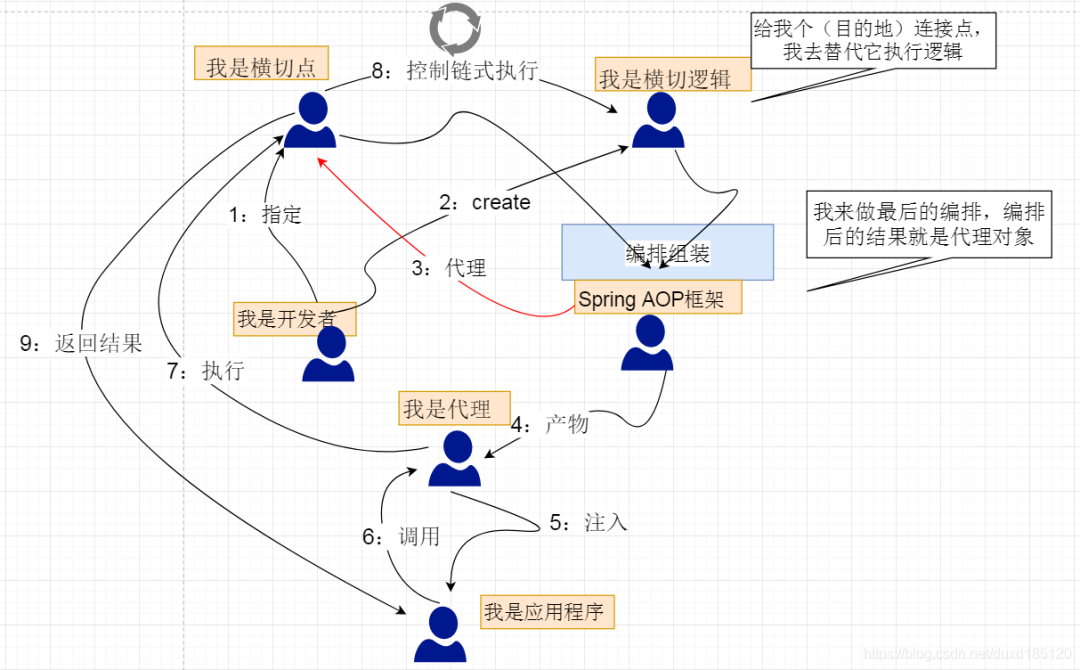 给我个（目的地）连接点，
我去替代它执行逻辑
我是横切点
8：控制链式执行
我是横切逻辑
1：指定
2：create
我来做最后的编排，编排
后的结果就是代理对象
编排组装
3：代理
Spring AOP框架
我是开发者
9：返回结果
7：执行
我是代理
4：产物
5：注入
6：调用
我是应用程序
https://blog.csdn.net/duxd185120